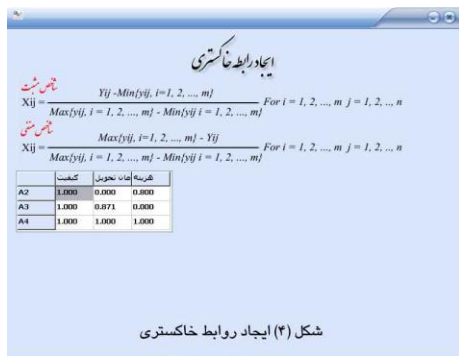 ایجاد رابطه خاکستری
شاخص مثبت
Xij = Yij -Min{yij, i=1, 2, ..., m} / Max{yij, i = 1, 2, ..., m} - Min{yij i = 1, 2, ..., m} For i = 1, 2, ..., m j = 1, 2, .., n
شاخص منفی
Xij = Max{yij, i=1, 2, ..., m} - Yij / Max{yij, i = 1, 2, ..., m} - Min{yij i = 1, 2, ..., m} For i = 1, 2, ..., m j = 1, 2, .., n
کیفیت مان تحویل هزینه
A2 1.000 0.000 0.800
A3 1.000 0.871 0.000
A4 1.000 1.000 1.000
شکل (۴) ایجاد روابط خاکستری